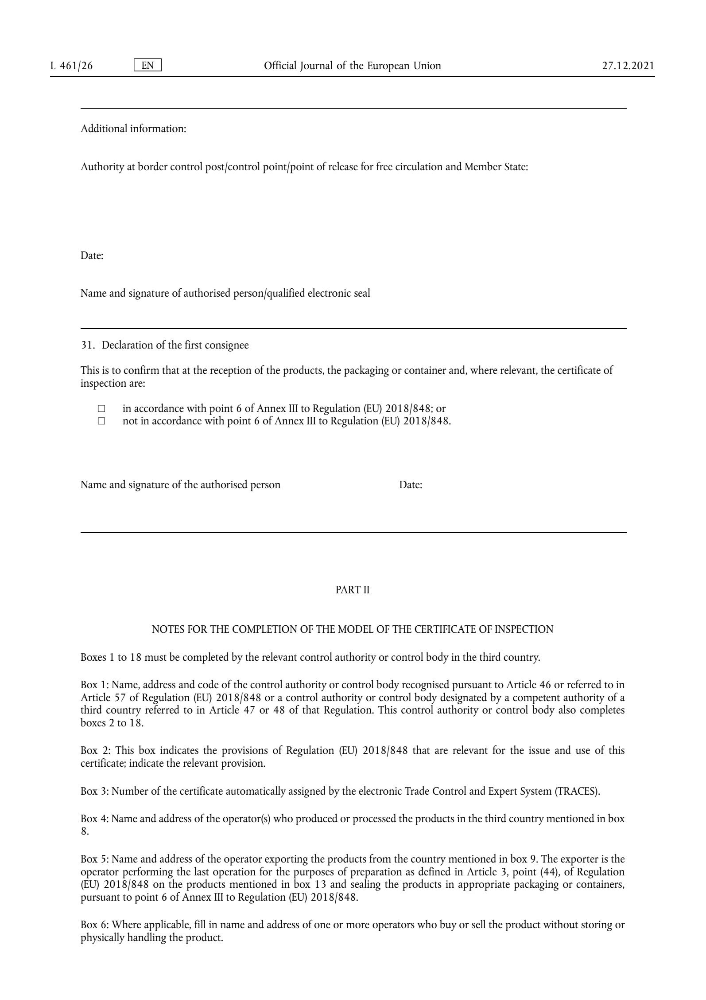 L 461/26 EN Official Journal of the European Union 27.12.2021
Additional information:
Authority at border control post/control point/point of release for free circulation and Member State:
Date:
Name and signature of authorised person/qualified electronic seal
31. Declaration of the first consignee
This is to confirm that at the reception of the products, the packaging or container and, where relevant, the certificate of
inspection are:
□ in accordance with point 6 of Annex III to Regulation (EU) 2018/848; or
□ not in accordance with point 6 of Annex III to Regulation (EU) 2018/848.
Name and signature of the authorised person Date:
PART II
NOTES FOR THE COMPLETION OF THE MODEL OF THE CERTIFICATE OF INSPECTION
Boxes 1 to 18 must be completed by the relevant control authority or control body in the third country.
Box 1: Name, address and code of the control authority or control body recognised pursuant to Article 46 or referred to in
Article 57 of Regulation (EU) 2018/848 or a control authority or control body designated by a competent authority of a
third country referred to in Article 47 or 48 of that Regulation. This control authority or control body also completes
boxes 2 to 18.
Box 2: This box indicates the provisions of Regulation (EU) 2018/848 that are relevant for the issue and use of this
certificate; indicate the relevant provision.
Box 3: Number of the certificate automatically assigned by the electronic Trade Control and Expert System (TRACES).
Box 4: Name and address of the operator(s) who produced or processed the products in the third country mentioned in box
8.
Box 5: Name and address of the operator exporting the products from the country mentioned in box 9. The exporter is the
operator performing the last operation for the purposes of preparation as defined in Article 3, point (44), of Regulation
(EU) 2018/848 on the products mentioned in box 13 and sealing the products in appropriate packaging or containers,
pursuant to point 6 of Annex III to Regulation (EU) 2018/848.
Box 6: Where applicable, fill in name and address of one or more operators who buy or sell the product without storing or
physically handling the product.